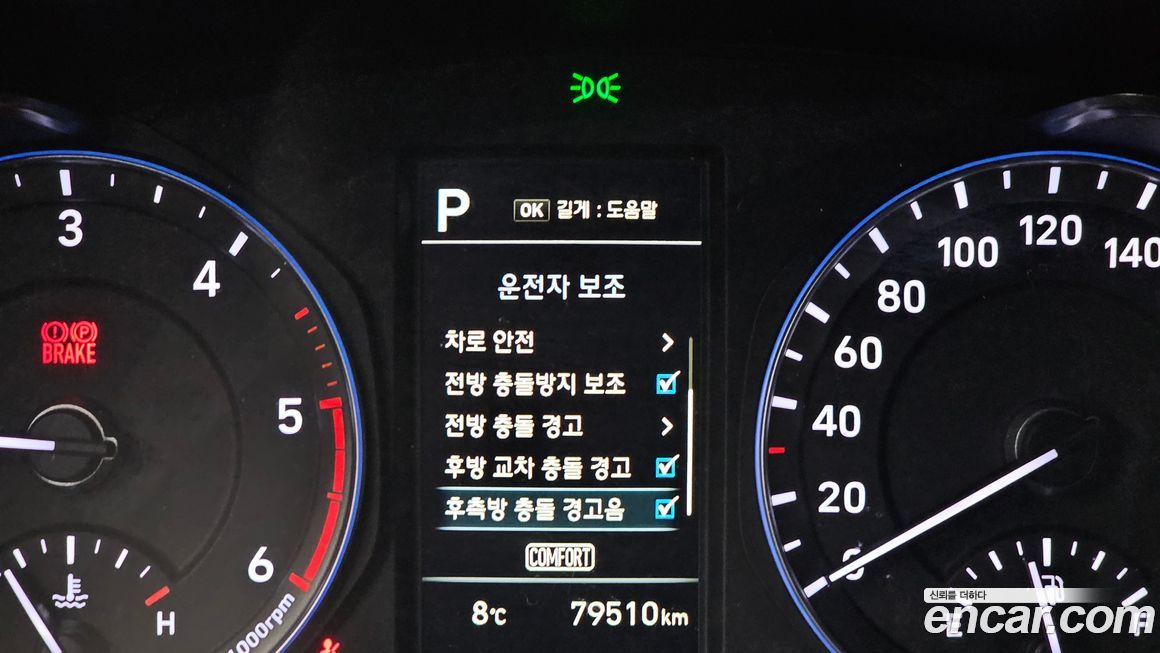 P
OK 길게 : 도움말
운전자 보조
차로 안전
전방 충돌방지 보조
전방 충돌 경고
후방 교차 충돌 경고
후측방 충돌 경고음
COMFORT
8℃ 79510km
3
4
5
6
x1000rpm
BRAKE
H
0
20
40
60
80
100
120
140
E
F
신뢰를 더하다
encar.com